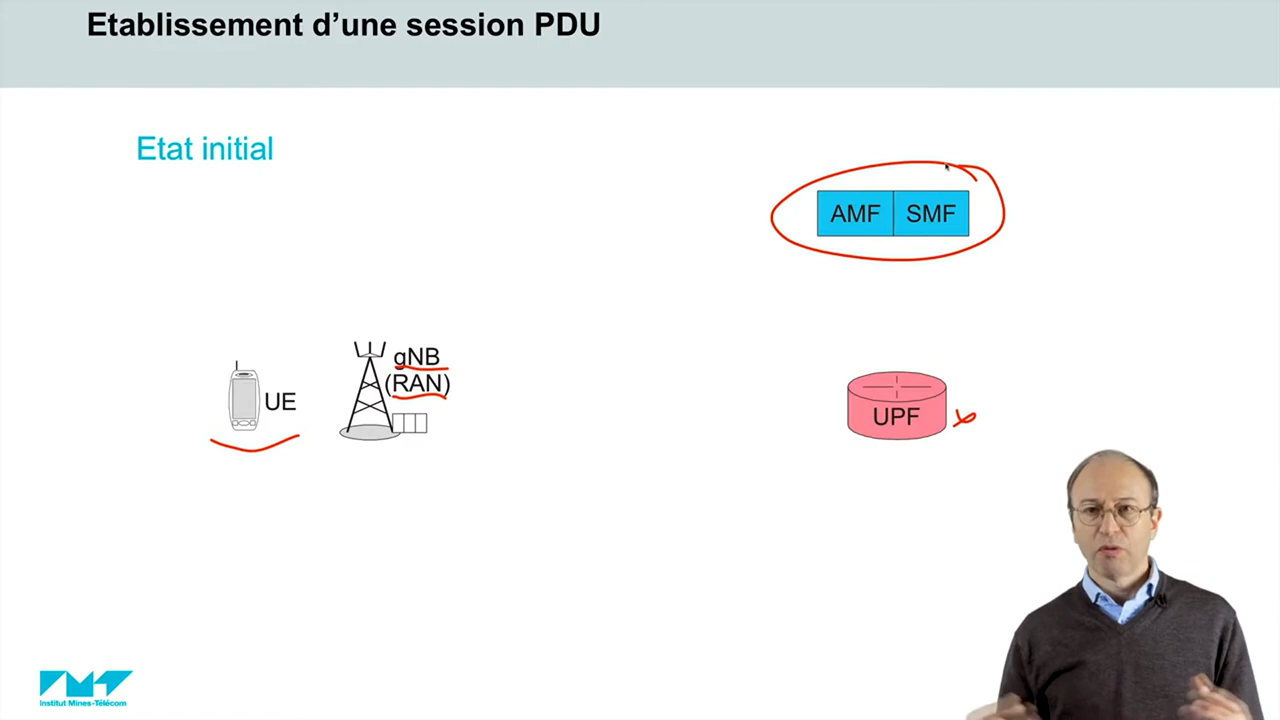 Etablissement d’une session PDU
Etat initial
AMF SMF
gNB
(RAN)
UE
UPF
Institut Mines-Télécom